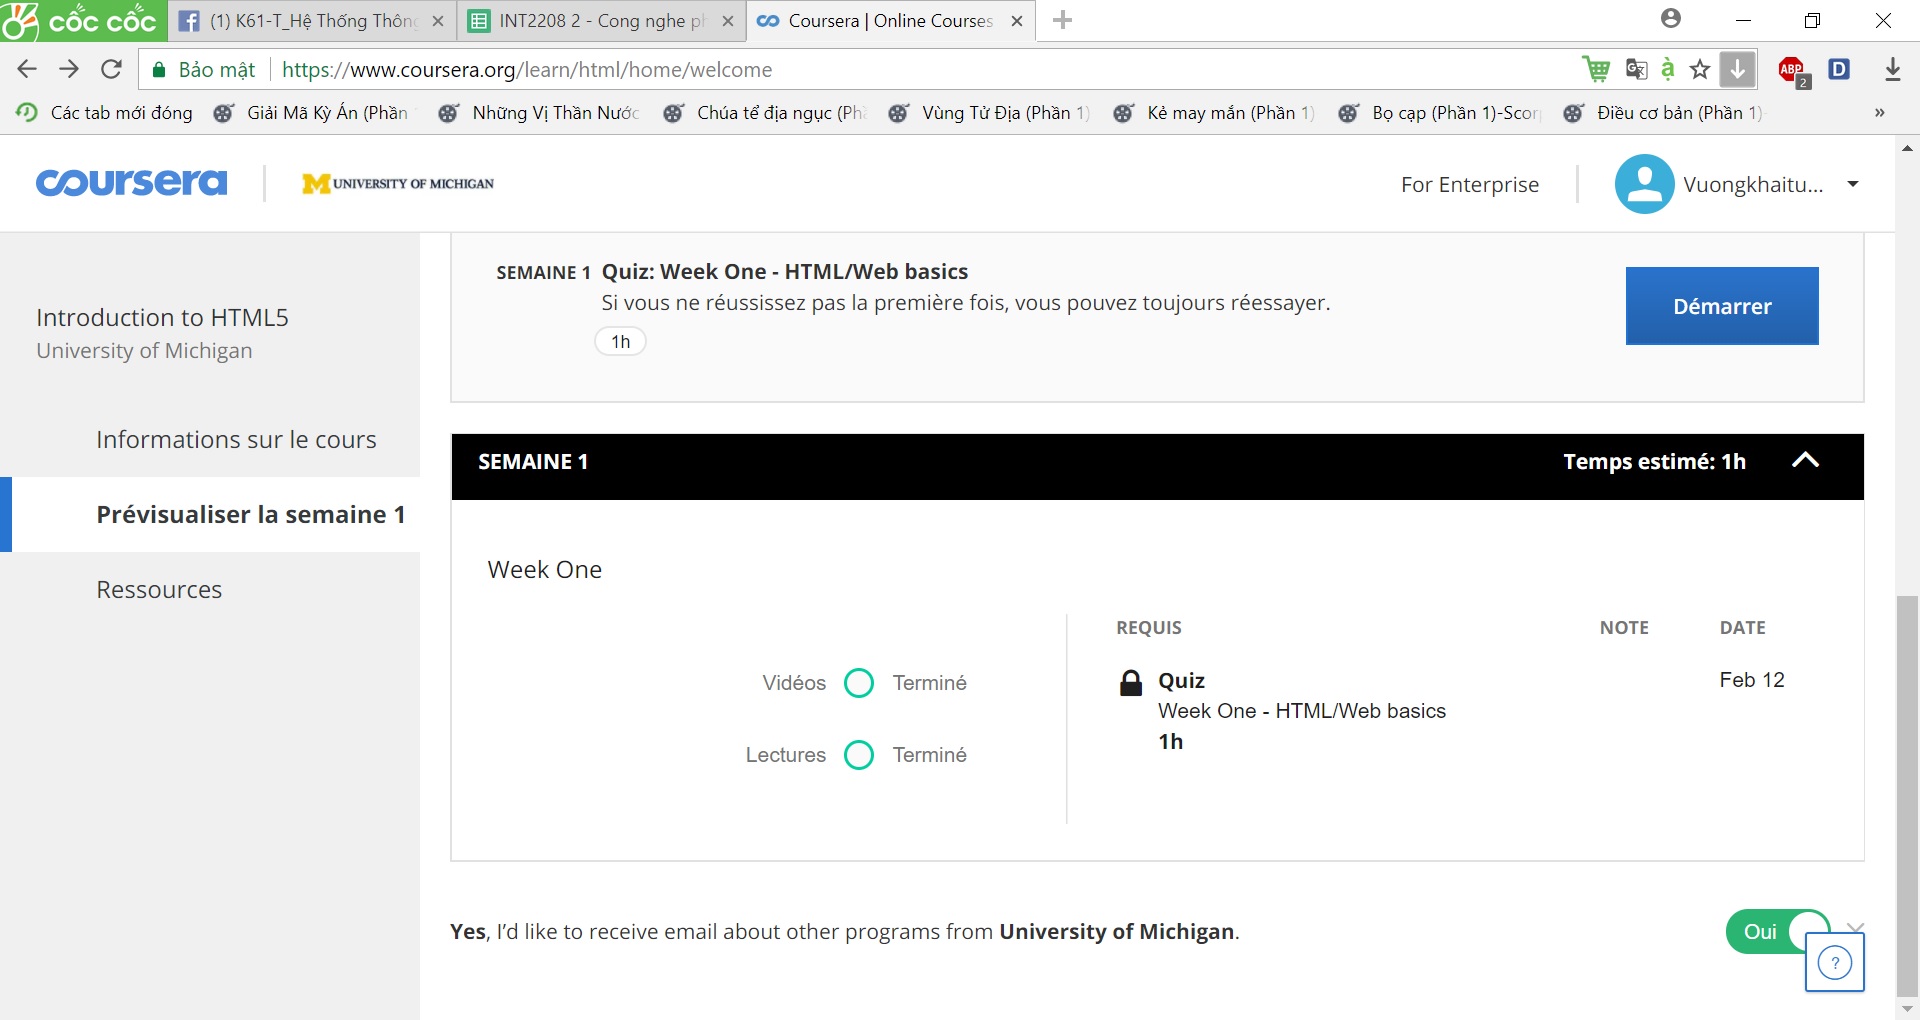 cốc cốc
(1) K61-T_Hệ Thống Thông
INT2208 2 - Cong nghe ph
Coursera | Online Courses
Bảo mật
https://www.coursera.org/learn/html/home/welcome
ABP
2
D
Các tab mới đóng
Giải Mã Kỳ Án (Phần
Những Vị Thần Nước
Chúa tể địa ngục (Phầ
Vùng Tử Địa (Phần 1)
Kẻ may mắn (Phần 1)
Bọ cạp (Phần 1)-Scorp
Điều cơ bản (Phần 1)-
»
coursera
M UNIVERSITY OF MICHIGAN
For Enterprise
Vuongkhaitu...
Introduction to HTML5
University of Michigan
Informations sur le cours
Prévisualiser la semaine 1
Ressources
SEMAINE 1 Quiz: Week One - HTML/Web basics
Si vous ne réussissez pas la première fois, vous pouvez toujours réessayer.
1h
Démarrer
SEMAINE 1
Temps estimé: 1h
Week One
Vidéos Terminé
Lectures Terminé
REQUIS NOTE DATE
Quiz Feb 12
Week One - HTML/Web basics
1h
Yes, I’d like to receive email about other programs from University of Michigan.
Oui
?